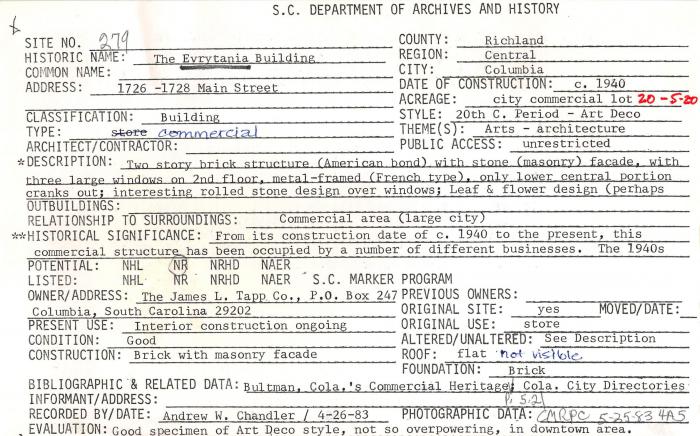 S.C. DEPARTMENT OF ARCHIVES AND HISTORY
SITE NO. 279 COUNTY: Richland
HISTORIC NAME: The Evrytania Building REGION: Central
COMMON NAME: CITY: Columbia
ADDRESS: 1726 -1728 Main Street DATE OF CONSTRUCTION: c. 1940
ACREAGE: city commercial lot 20-5-20
CLASSIFICATION: Building STYLE: 20th C. Period - Art Deco
TYPE: store commercial THEME(S): Arts - architecture
ARCHITECT/CONTRACTOR: PUBLIC ACCESS: unrestricted
*DESCRIPTION: Two story brick structure (American bond) with stone (masonry) facade, with
three large windows on 2nd floor, metal-framed (French type), only lower central portion
cranks out; interesting rolled stone design over windows; Leaf & flower design (perhaps
OUTBUILDINGS:
RELATIONSHIP TO SURROUNDINGS: Commercial area (large city)
**HISTORICAL SIGNIFICANCE: From its construction date of c. 1940 to the present, this
commercial structure has been occupied by a number of different businesses. The 1940s
POTENTIAL: NHL NR NRHD NAER
LISTED: NHL NR NRHD NAER S.C. MARKER PROGRAM
OWNER/ADDRESS: The James L. Tapp Co., P.O. Box 247 PREVIOUS OWNERS:
Columbia, South Carolina 29202 ORIGINAL SITE: yes MOVED/DATE:
PRESENT USE: Interior construction ongoing ORIGINAL USE: store
CONDITION: Good ALTERED/UNALTERED: See Description
CONSTRUCTION: Brick with masonry facade ROOF: flat not visible
FOUNDATION: Brick
BIBLIOGRAPHIC & RELATED DATA: Bultman, Cola.'s Commercial Heritage; Cola. City Directories
INFORMANT/ADDRESS: p. 52
RECORDED BY/DATE: Andrew W. Chandler / 4-26-83 PHOTOGRAPHIC DATA: CMRPC 5-25-83 4A5
EVALUATION: Good specimen of Art Deco style, not so overpowering, in downtown area.